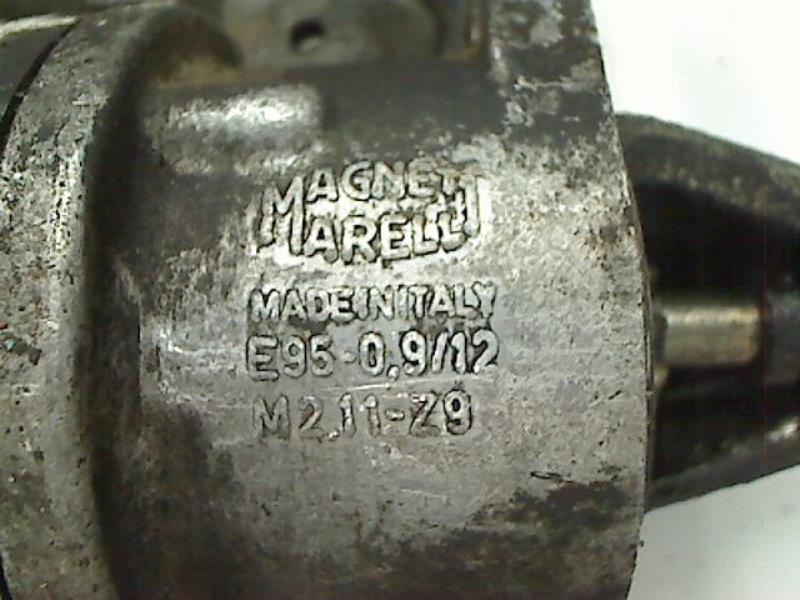 MAGNETI
MARELLI
MADE IN ITALY
E95-0,9/12
M2,11-Z9